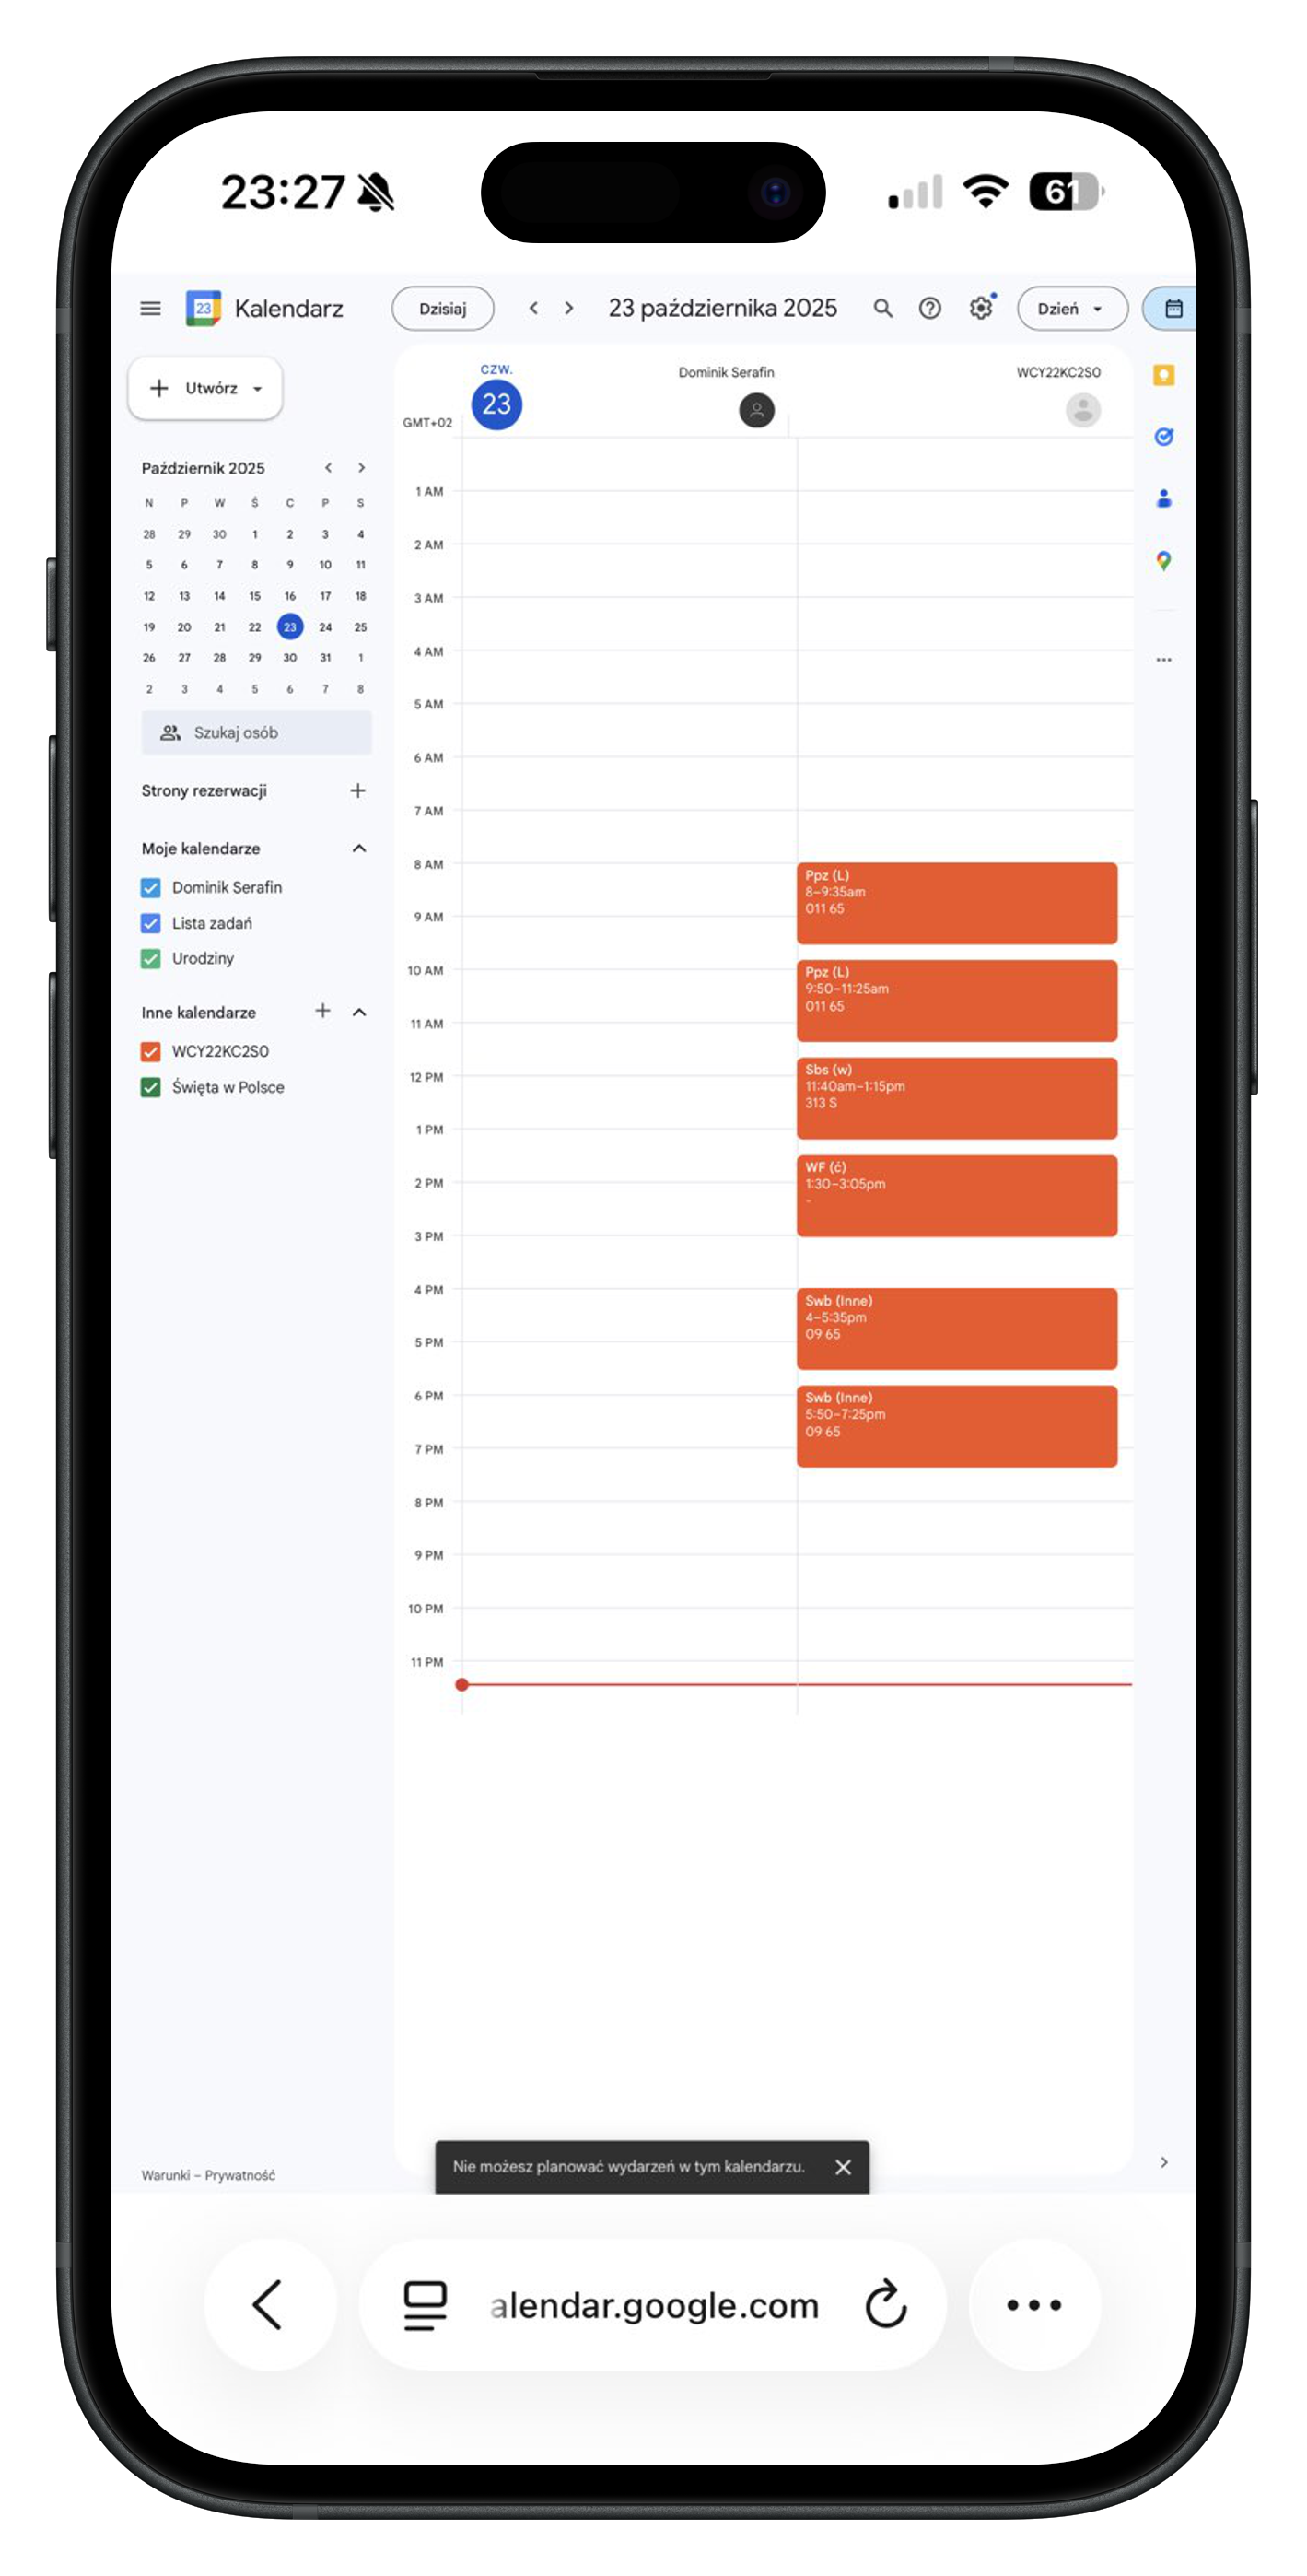 23:27
61
23
Kalendarz
Dzisiaj
23 października 2025
Dzień
Utwórz
Październik 2025
N P W Ś C P S
28 29 30 1 2 3 4
5 6 7 8 9 10 11
12 13 14 15 16 17 18
19 20 21 22 23 24 25
26 27 28 29 30 31 1
2 3 4 5 6 7 8
Szukaj osób
Strony rezerwacji
Moje kalendarze
Dominik Serafin
Lista zadań
Urodziny
Inne kalendarze
WCY22KC2S0
Święta w Polsce
Warunki – Prywatność
CZW.
23
GMT+02
Dominik Serafin
WCY22KC2S0
1 AM
2 AM
3 AM
4 AM
5 AM
6 AM
7 AM
8 AM
9 AM
10 AM
11 AM
12 PM
1 PM
2 PM
3 PM
4 PM
5 PM
6 PM
7 PM
8 PM
9 PM
10 PM
11 PM
Ppz (L)
8–9:35am
011 65
Ppz (L)
9:50–11:25am
011 65
Sbs (w)
11:40am–1:15pm
313 S
WF (ć)
1:30–3:05pm
-
Swb (Inne)
4–5:35pm
09 65
Swb (Inne)
5:50–7:25pm
09 65
Nie możesz planować wydarzeń w tym kalendarzu.
alendar.google.com